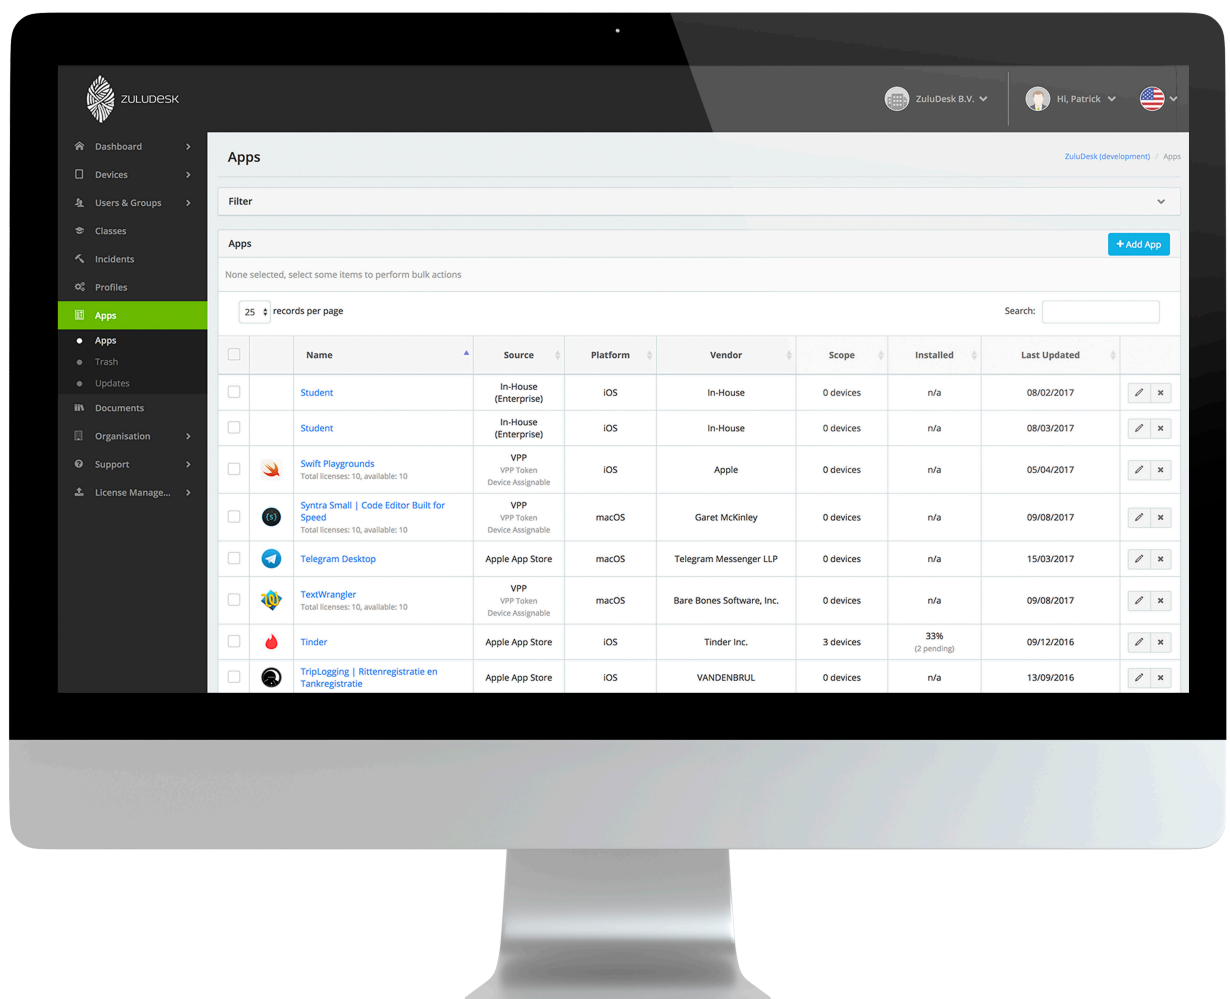 ZULUDESK
ZuluDesk B.V.
Hi, Patrick
Dashboard
Devices
Users & Groups
Classes
Incidents
Profiles
Apps
Apps
Trash
Updates
Documents
Organisation
Support
License Manage...
Apps
ZuluDesk (development) / Apps
Filter
Apps
+ Add App
None selected, select some items to perform bulk actions
25 records per page
Search:
Name Source Platform Vendor Scope Installed Last Updated
Student In-House (Enterprise) iOS In-House 0 devices n/a 08/02/2017
Student In-House (Enterprise) iOS In-House 0 devices n/a 08/03/2017
Swift Playgrounds
Total licenses: 10, available: 10
VPP
VPP Token
Device Assignable
iOS Apple 0 devices n/a 05/04/2017
Syntra Small | Code Editor Built for
Speed
Total licenses: 10, available: 10
VPP
VPP Token
Device Assignable
macOS Garet McKinley 0 devices n/a 09/08/2017
Telegram Desktop Apple App Store macOS Telegram Messenger LLP 0 devices n/a 15/03/2017
TextWrangler
Total licenses: 10, available: 10
VPP
VPP Token
Device Assignable
macOS Bare Bones Software, Inc. 0 devices n/a 09/08/2017
Tinder Apple App Store iOS Tinder Inc. 3 devices 33% (2 pending) 09/12/2016
TripLogging | Rittenregistratie en
Tankregistratie
Apple App Store iOS VANDENBRUL 0 devices n/a 13/09/2016